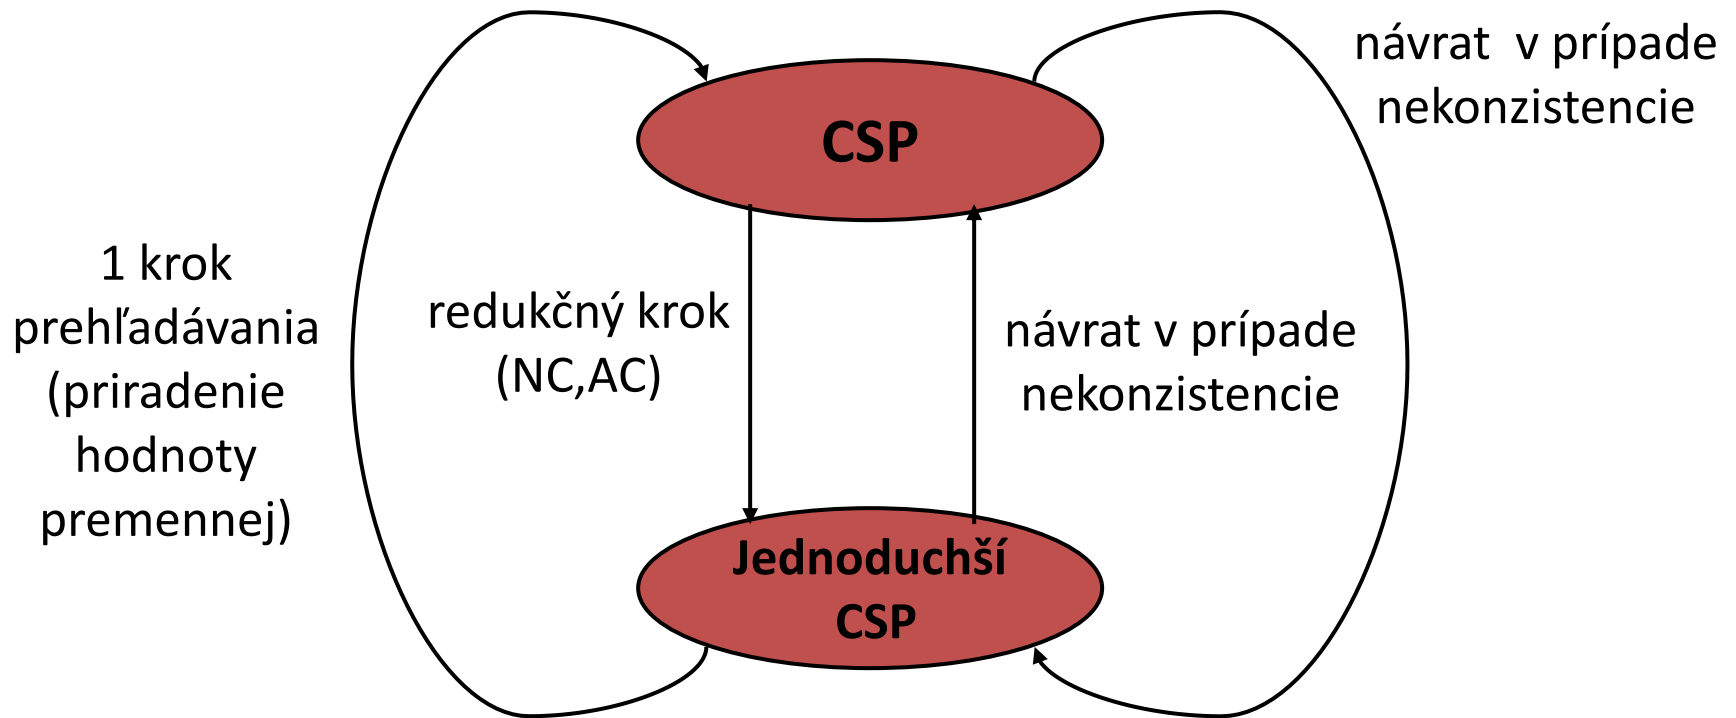 návrat  v prípade
nekonzistencie
CSP
1 krok
prehľadávania
(priradenie
hodnoty
premennej)
redukčný krok
(NC,AC)
návrat v prípade
nekonzistencie
Jednoduchší
CSP